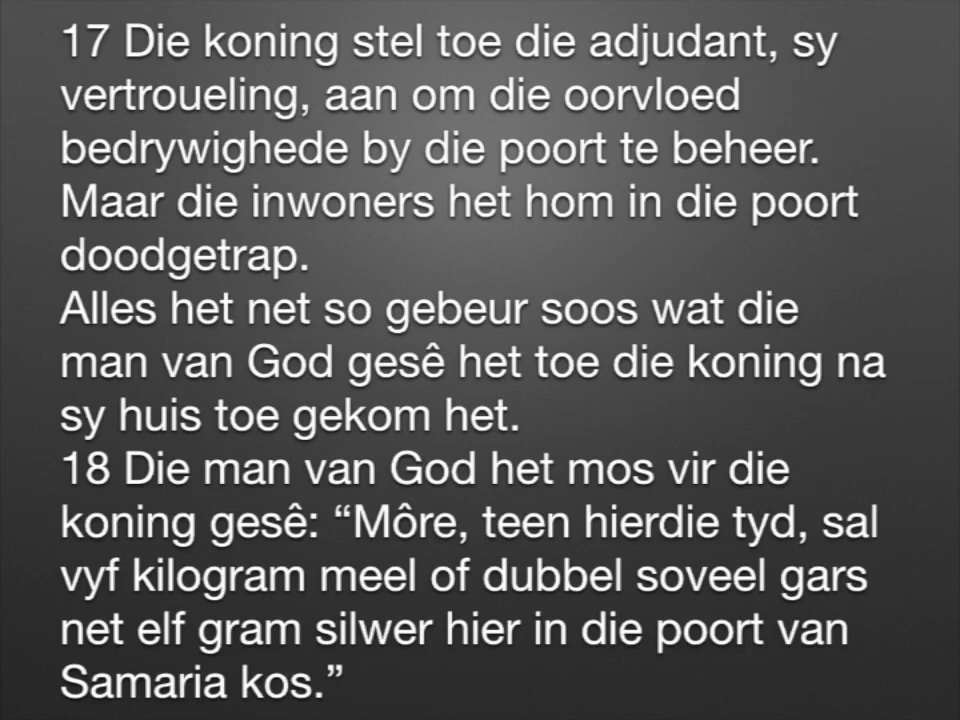 17 Die koning stel toe die adjudant, sy
vertroueling, aan om die oorvloed
bedrywighede by die poort te beheer.
Maar die inwoners het hom in die poort
doodgetrap.
Alles het net so gebeur soos wat die
man van God gesê het toe die koning na
sy huis toe gekom het.
18 Die man van God het mos vir die
koning gesê: “Môre, teen hierdie tyd, sal
vyf kilogram meel of dubbel soveel gars
net elf gram silwer hier in die poort van
Samaria kos.”